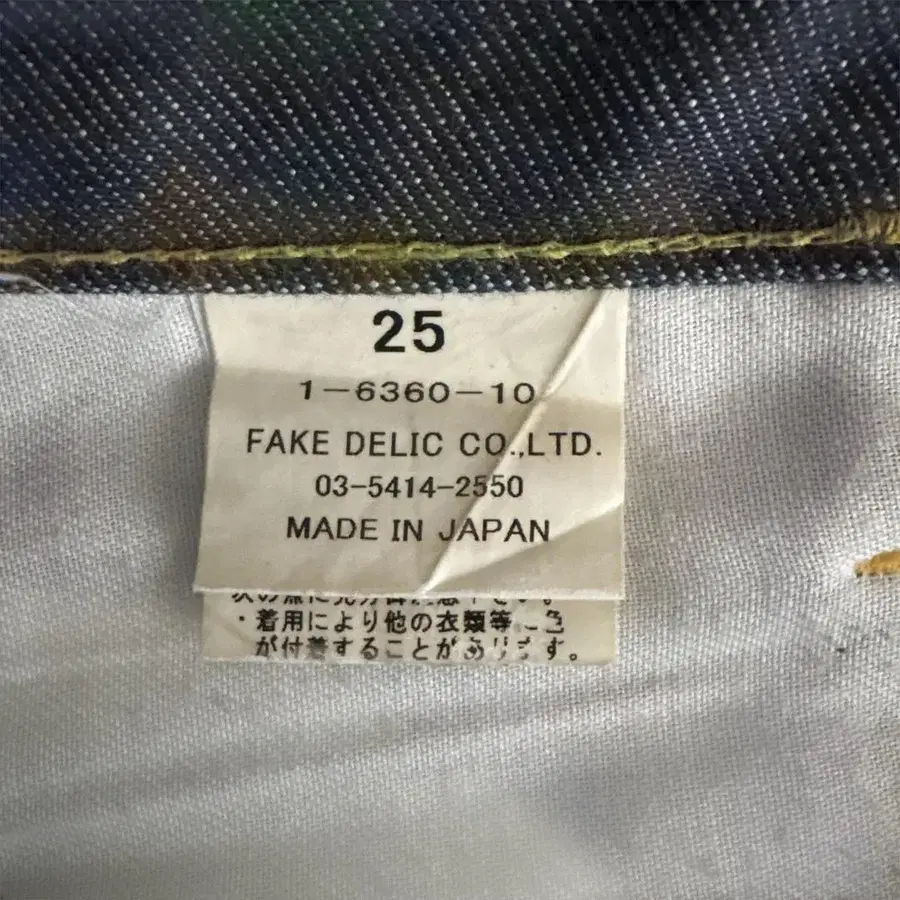 25
1-6360-10
FAKE DELIC CO.,LTD.
03-5414-2550
MADE IN JAPAN
・着用により他の衣類等に色
が付着することがあります。